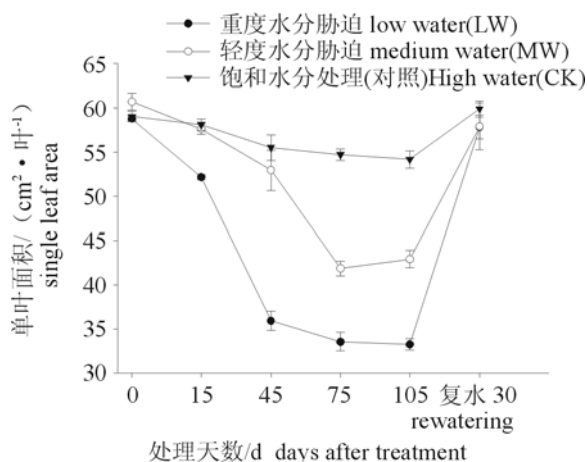 重度水分胁迫 low water(LW)
轻度水分胁迫 medium water(MW)
饱和水分处理(对照)High water(CK)
单叶面积/（cm²·叶⁻¹)
single leaf area
65
60
55
50
45
40
35
30
0 15 45 75 105 复水 30
rewatering
处理天数/d days after treatment